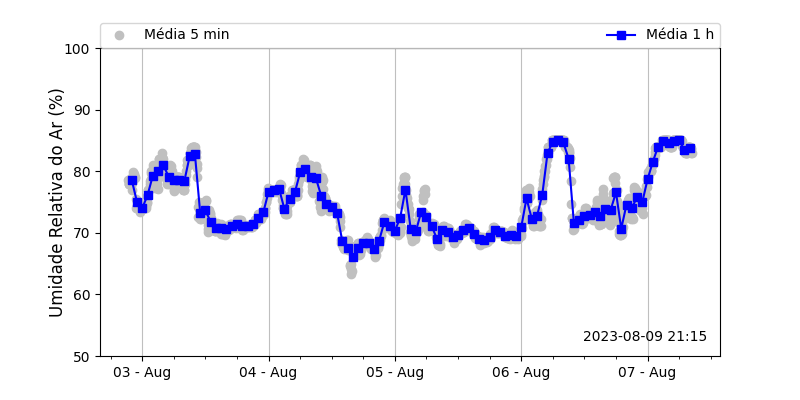 Média 5 min
Média 1 h
Umidade Relativa do Ar (%)
100
90
80
70
60
50
2023-08-09 21:15
03 - Aug
04 - Aug
05 - Aug
06 - Aug
07 - Aug